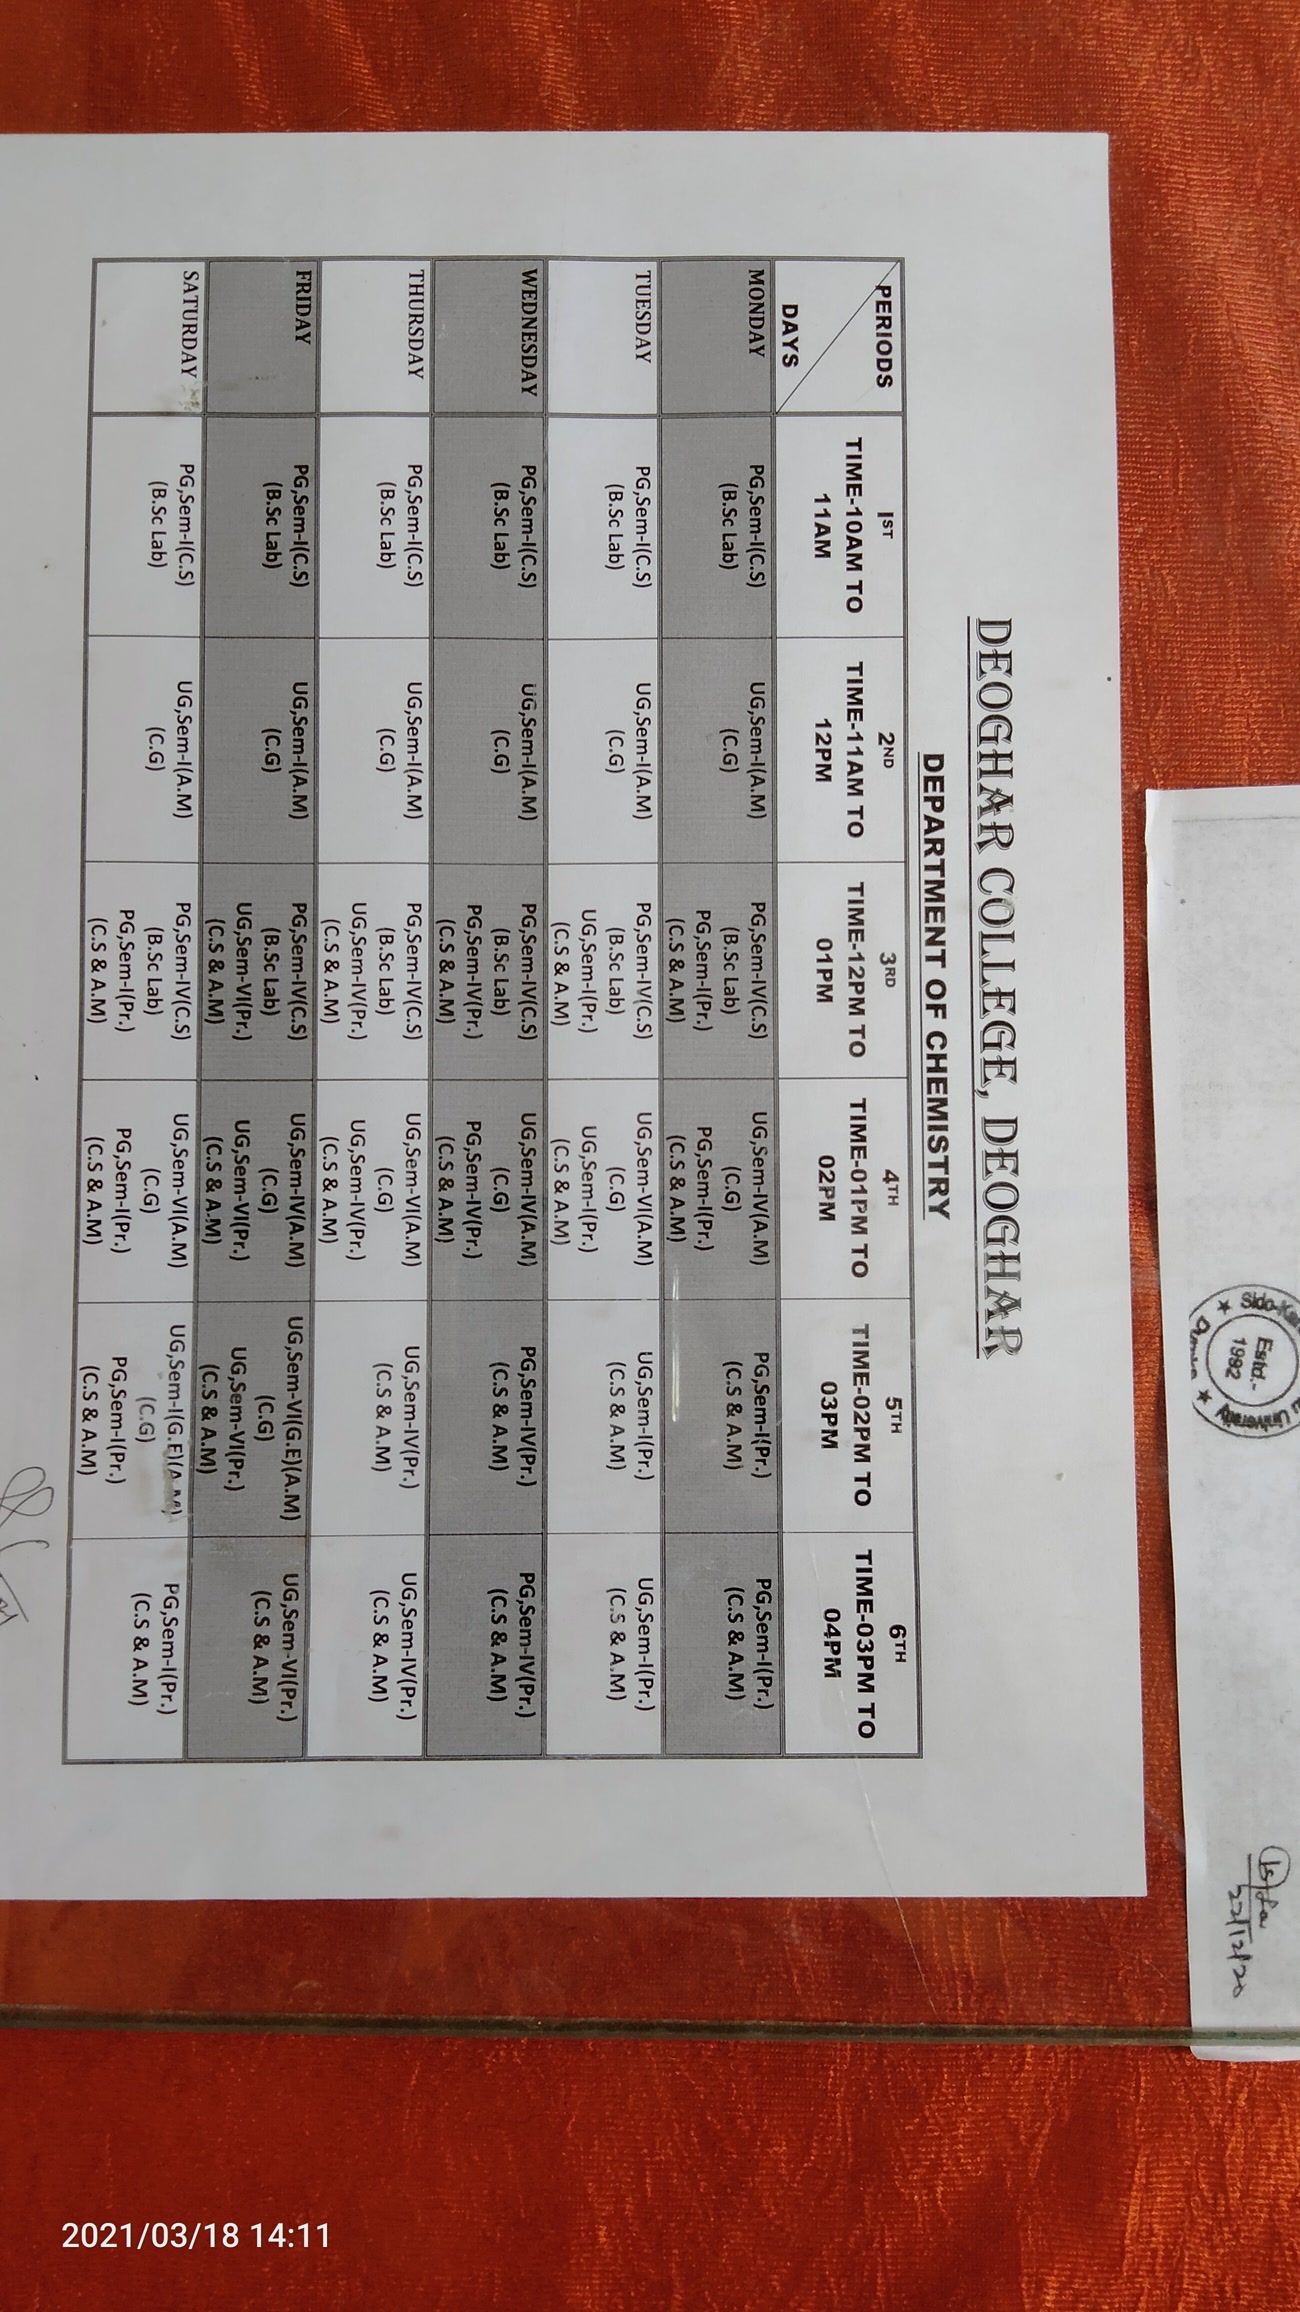 DEOGHAR COLLEGE, DEOGHAR
DEPARTMENT OF CHEMISTRY
PERIODS
DAYS
IST
TIME-10AM TO
11AM
2ND
TIME-11AM TO
12PM
3RD
TIME-12PM TO
01PM
4TH
TIME-01PM TO
02PM
5TH
TIME-02PM TO
03PM
6TH
TIME-03PM TO
04PM
MONDAY
PG,Sem-I(C.S)
(B.Sc Lab)
UG,Sem-I(A.M)
(C.G)
PG,Sem-IV(C.S)
(B.Sc Lab)
PG,Sem-I(Pr.)
(C.S & A.M)
UG,Sem-IV(A.M)
(C.G)
PG,Sem-I(Pr.)
(C.S & A.M)
PG,Sem-I(Pr.)
(C.S & A.M)
PG,Sem-I(Pr.)
(C.S & A.M)
TUESDAY
PG,Sem-I(C.S)
(B.Sc Lab)
UG,Sem-I(A.M)
(C.G)
PG,Sem-IV(C.S)
(B.Sc Lab)
UG,Sem-I(Pr.)
(C.S & A.M)
UG,Sem-VI(A.M)
(C.G)
UG,Sem-I(Pr.)
(C.S & A.M)
UG,Sem-I(Pr.)
(C.S & A.M)
UG,Sem-I(Pr.)
(C.S & A.M)
WEDNESDAY
PG,Sem-I(C.S)
(B.Sc Lab)
UG,Sem-I(A.M)
(C.G)
PG,Sem-IV(C.S)
(B.Sc Lab)
PG,Sem-IV(Pr.)
(C.S & A.M)
UG,Sem-IV(A.M)
(C.G)
PG,Sem-IV(Pr.)
(C.S & A.M)
PG,Sem-IV(Pr.)
(C.S & A.M)
PG,Sem-IV(Pr.)
(C.S & A.M)
THURSDAY
PG,Sem-I(C.S)
(B.Sc Lab)
UG,Sem-I(A.M)
(C.G)
PG,Sem-IV(C.S)
(B.Sc Lab)
UG,Sem-IV(Pr.)
(C.S & A.M)
UG,Sem-VI(A.M)
(C.G)
UG,Sem-IV(Pr.)
(C.S & A.M)
UG,Sem-IV(Pr.)
(C.S & A.M)
UG,Sem-IV(Pr.)
(C.S & A.M)
FRIDAY
PG,Sem-I(C.S)
(B.Sc Lab)
UG,Sem-I(A.M)
(C.G)
PG,Sem-IV(C.S)
(B.Sc Lab)
UG,Sem-VI(Pr.)
(C.S & A.M)
UG,Sem-IV(A.M)
(C.G)
UG,Sem-VI(Pr.)
(C.S & A.M)
UG,Sem-VI(G.E)(A.M)
(C.G)
UG,Sem-VI(Pr.)
(C.S & A.M)
UG,Sem-VI(Pr.)
(C.S & A.M)
SATURDAY
PG,Sem-I(C.S)
(B.Sc Lab)
UG,Sem-I(A.M)
(C.G)
PG,Sem-IV(C.S)
(B.Sc Lab)
PG,Sem-I(Pr.)
(C.S & A.M)
UG,Sem-VI(A.M)
(C.G)
PG,Sem-I(Pr.)
(C.S & A.M)
UG,Sem-I(G.E)(A.M)
(C.G)
PG,Sem-I(Pr.)
(C.S & A.M)
PG,Sem-I(Pr.)
(C.S & A.M)
Estd.-
1992
University
22/12/20
2021/03/18 14:11